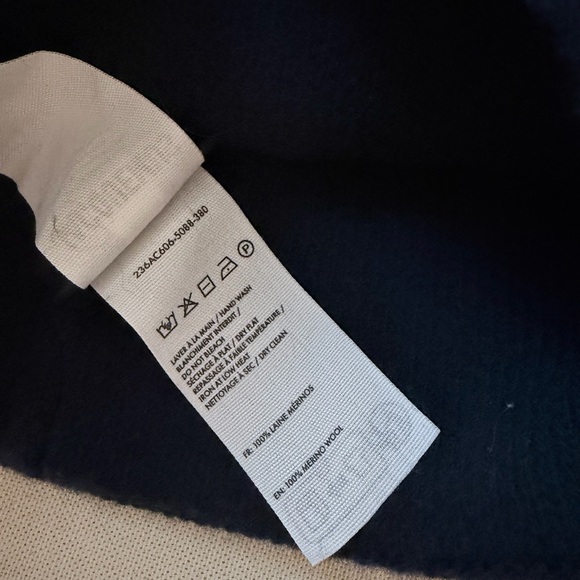 236AC606-5088-380
LAVER À LA MAIN / HAND WASH
BLANCHIMENT INTERDIT /
DO NOT BLEACH
SÉCHAGE À PLAT / DRY FLAT
REPASSAGE À FAIBLE TEMPÉRATURE /
IRON AT LOW HEAT
NETTOYAGE À SEC / DRY CLEAN
FR: 100% LAINE MÉRINOS
EN: 100% MERINO WOOL